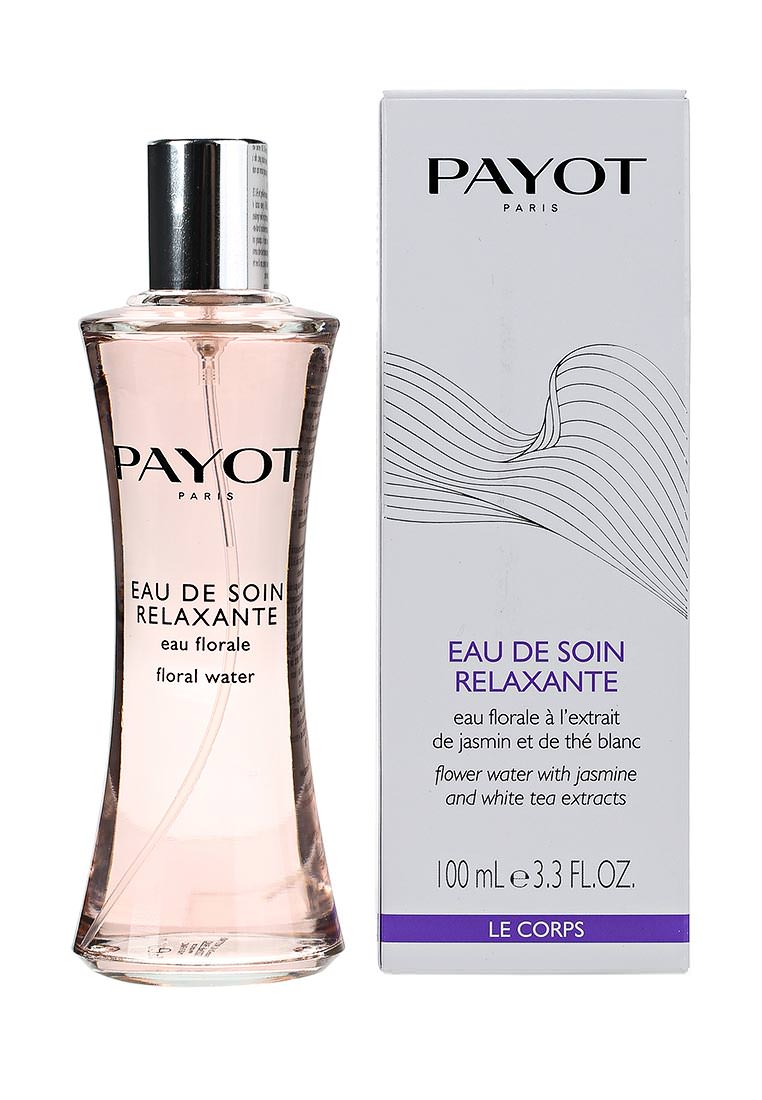 PAYOT
PARIS
EAU DE SOIN
RELAXANTE
eau florale
floral water
PAYOT
PARIS
EAU DE SOIN
RELAXANTE
eau florale à l'extrait
de jasmin et de thé blanc
flower water with jasmine
and white tea extracts
100 mL e 3.3 FL.OZ.
LE CORPS